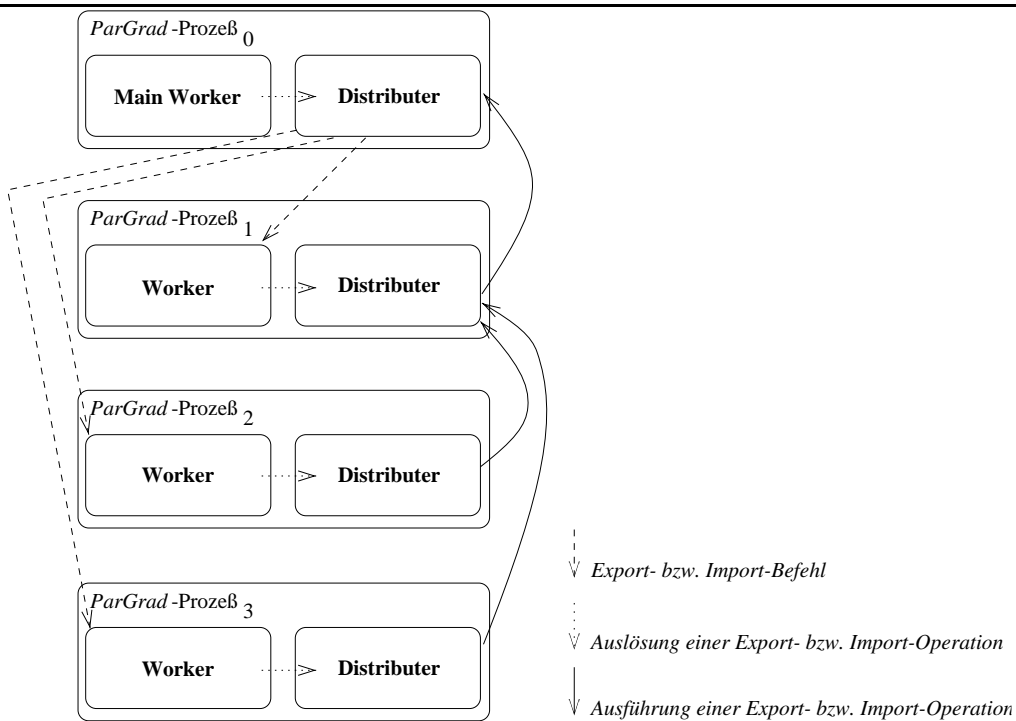 ParGrad -Prozeß 0
Main Worker
Distributer
ParGrad -Prozeß 1
Worker
Distributer
ParGrad -Prozeß 2
Worker
Distributer
ParGrad -Prozeß 3
Worker
Distributer
Export- bzw. Import-Befehl
Auslösung einer Export- bzw. Import-Operation
Ausführung einer Export- bzw. Import-Operation